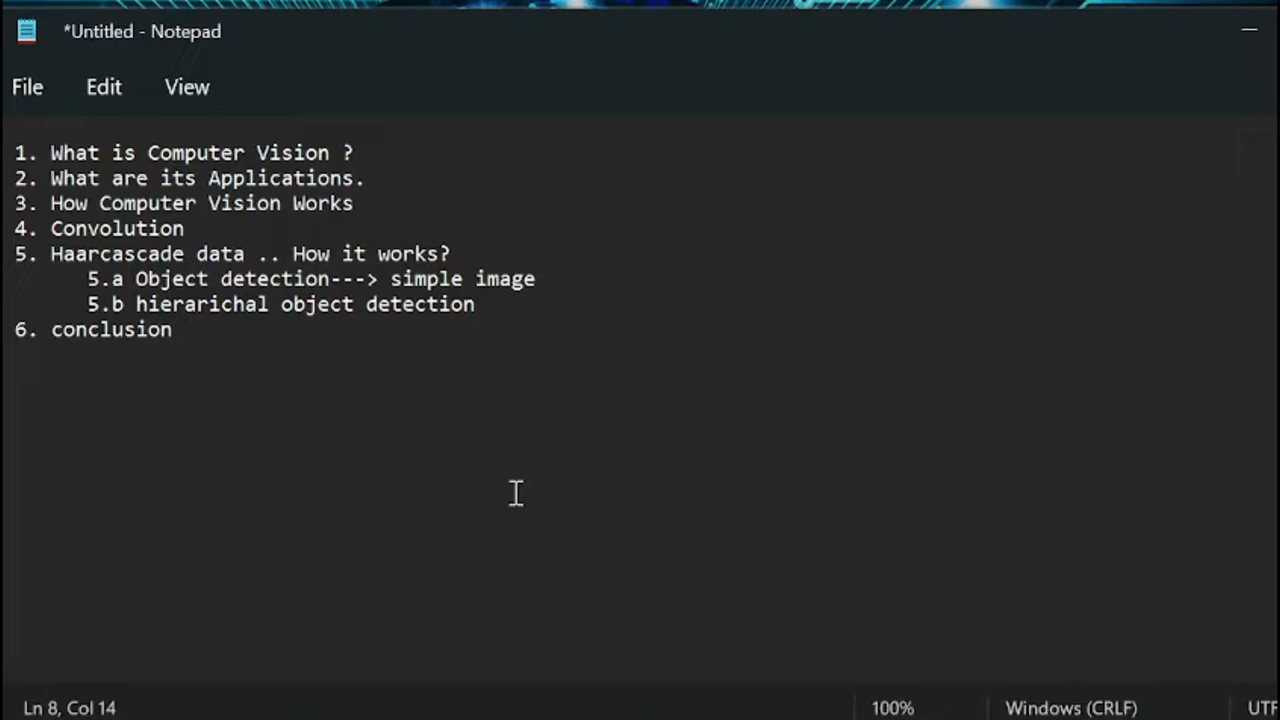 *Untitled - Notepad
File Edit View
1. What is Computer Vision ?
2. What are its Applications.
3. How Computer Vision Works
4. Convolution
5. Haarcascade data .. How it works?
5.a Object detection---> simple image
5.b hierarichal object detection
6. conclusion
Ln 8, Col 14 100% Windows (CRLF) UTF